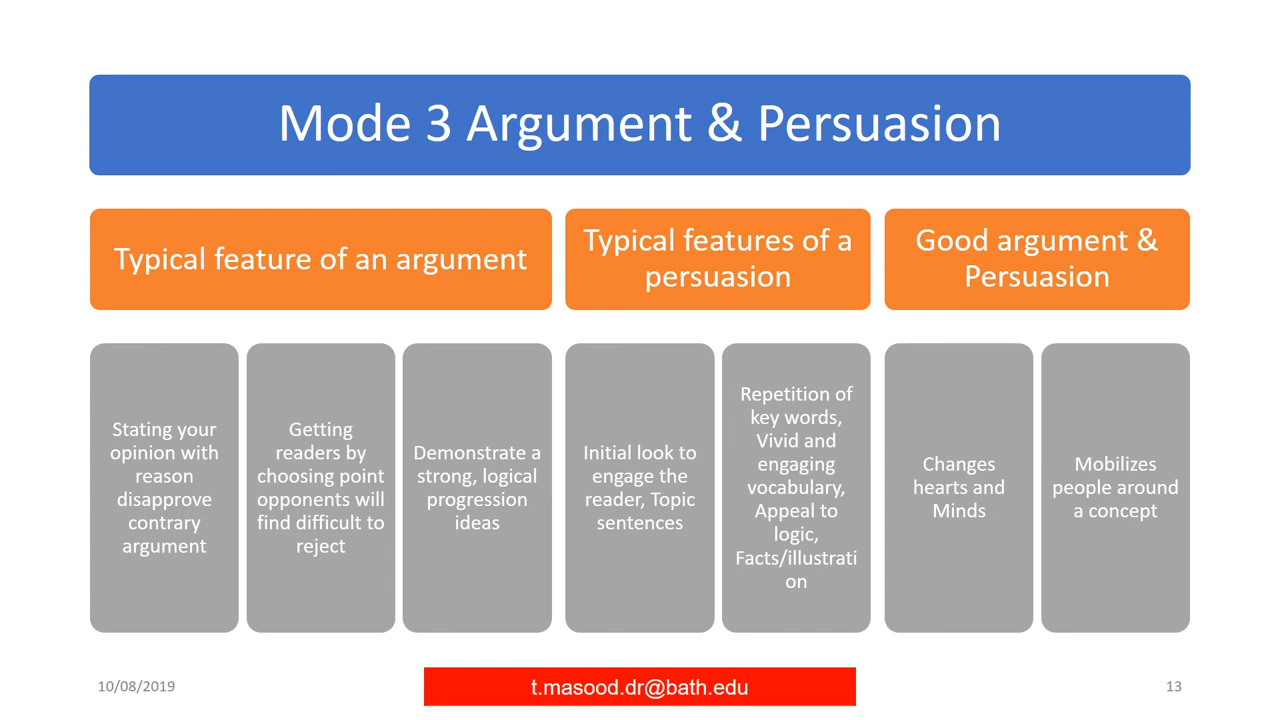 Mode 3 Argument & Persuasion
Typical feature of an argument
Typical features of a
persuasion
Good argument &
Persuasion
Stating your
opinion with
reason
disapprove
contrary
argument
Getting
readers by
choosing point
opponents will
find difficult to
reject
Demonstrate a
strong, logical
progression
ideas
Initial look to
engage the
reader, Topic
sentences
Repetition of
key words,
Vivid and
engaging
vocabulary,
Appeal to
logic,
Facts/illustrati
on
Changes
hearts and
Minds
Mobilizes
people around
a concept
10/08/2019
t.masood.dr@bath.edu
13